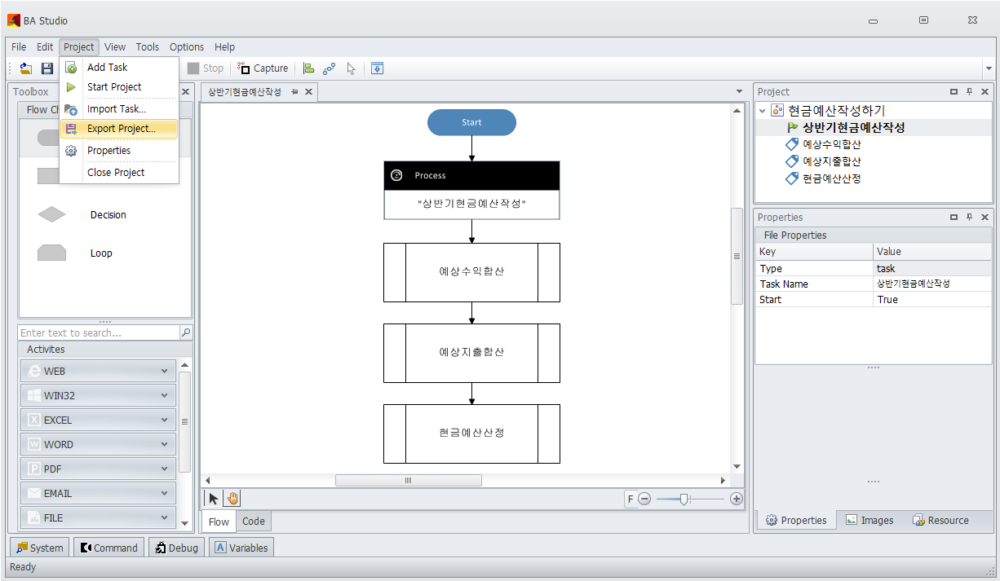 BA Studio
File Edit Project View Tools Options Help
Add Task
Start Project
Import Task...
Export Project...
Properties
Close Project
Stop Capture
Toolbox
Flow Ch
Decision
Loop
Enter text to search...
Activites
WEB
WIN32
EXCEL
WORD
PDF
EMAIL
FILE
상반기현금예산작성
Start
Process
"상반기현금예산작성"
예상수익합산
예상지출합산
현금예산산정
F
Flow Code
Project
현금예산작성하기
상반기현금예산작성
예상수익합산
예상지출합산
현금예산산정
Properties
File Properties
Key Value
Type task
Task Name 상반기현금예산작성
Start True
Properties Images Resource
System Command Debug Variables
Ready